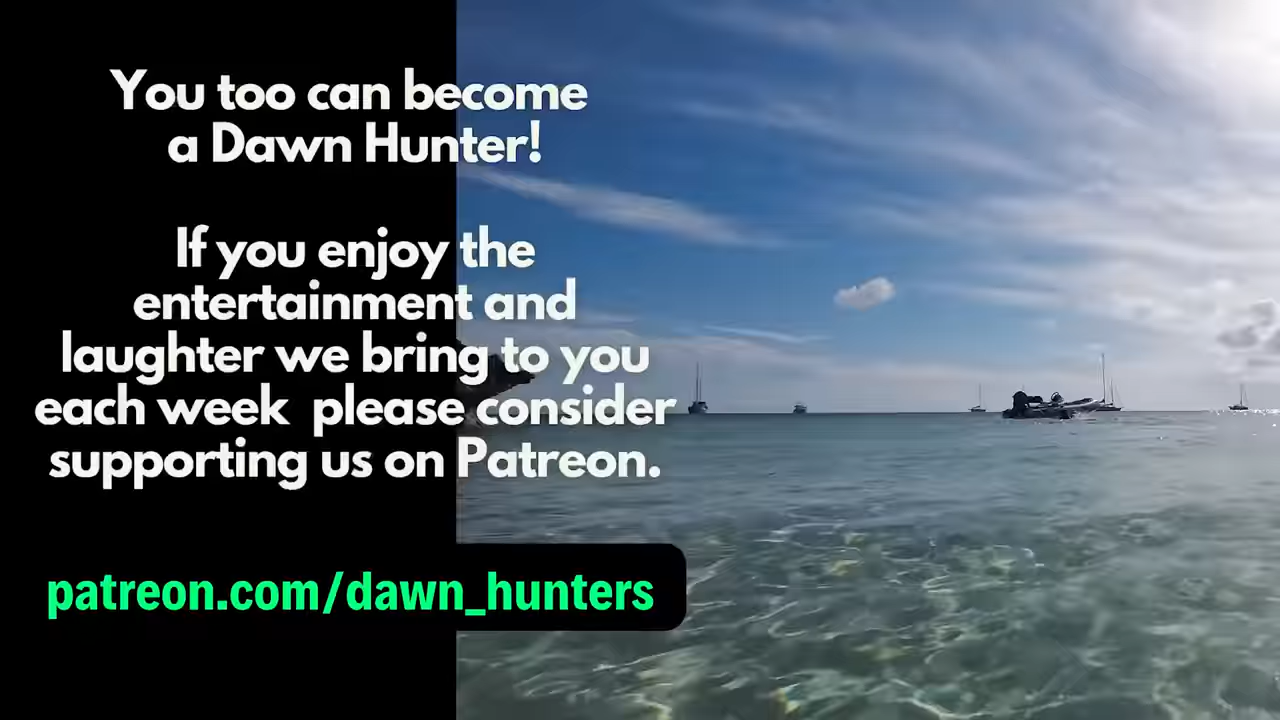 You too can become
a Dawn Hunter!
If you enjoy the
entertainment and
laughter we bring to you
each week  please consider
supporting us on Patreon.
patreon.com/dawn_hunters